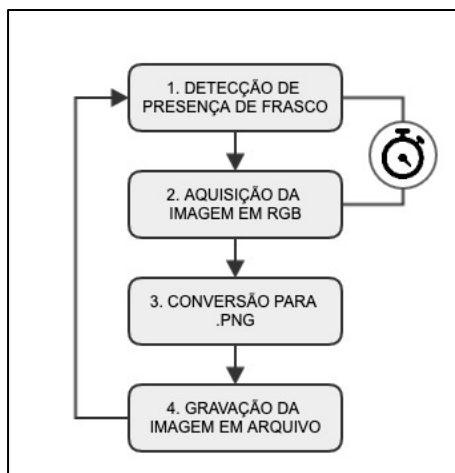 1. DETECÇÃO DE
PRESENÇA DE FRASCO
2. AQUISIÇÃO DA
IMAGEM EM RGB
3. CONVERSÃO PARA
.PNG
4. GRAVAÇÃO DA
IMAGEM EM ARQUIVO